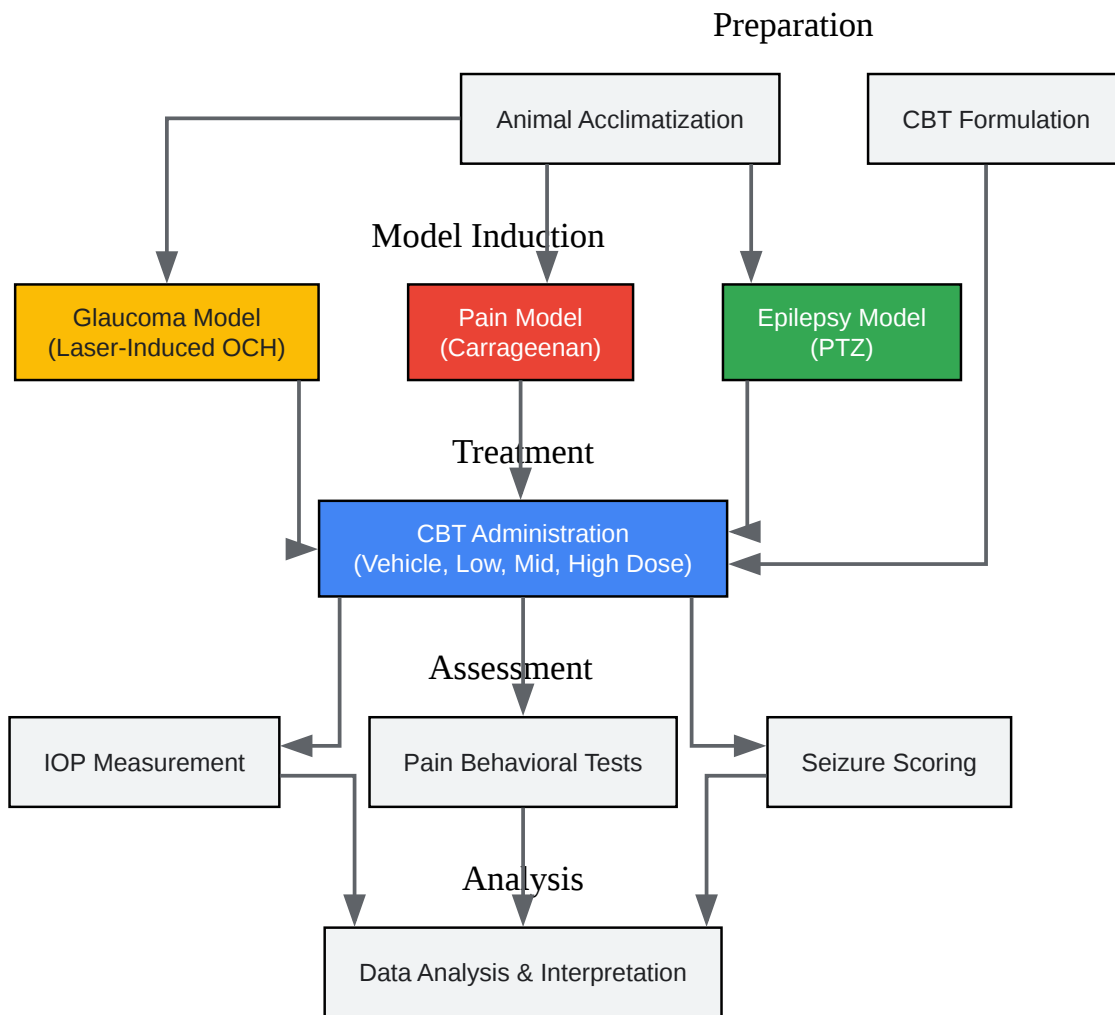 Preparation
Animal Acclimatization
CBT Formulation
Model Induction
Glaucoma Model
(Laser-Induced OCH)
Pain Model
(Carrageenan)
Epilepsy Model
(PTZ)
Treatment
CBT Administration
(Vehicle, Low, Mid, High Dose)
Assessment
IOP Measurement
Pain Behavioral Tests
Seizure Scoring
Analysis
Data Analysis & Interpretation